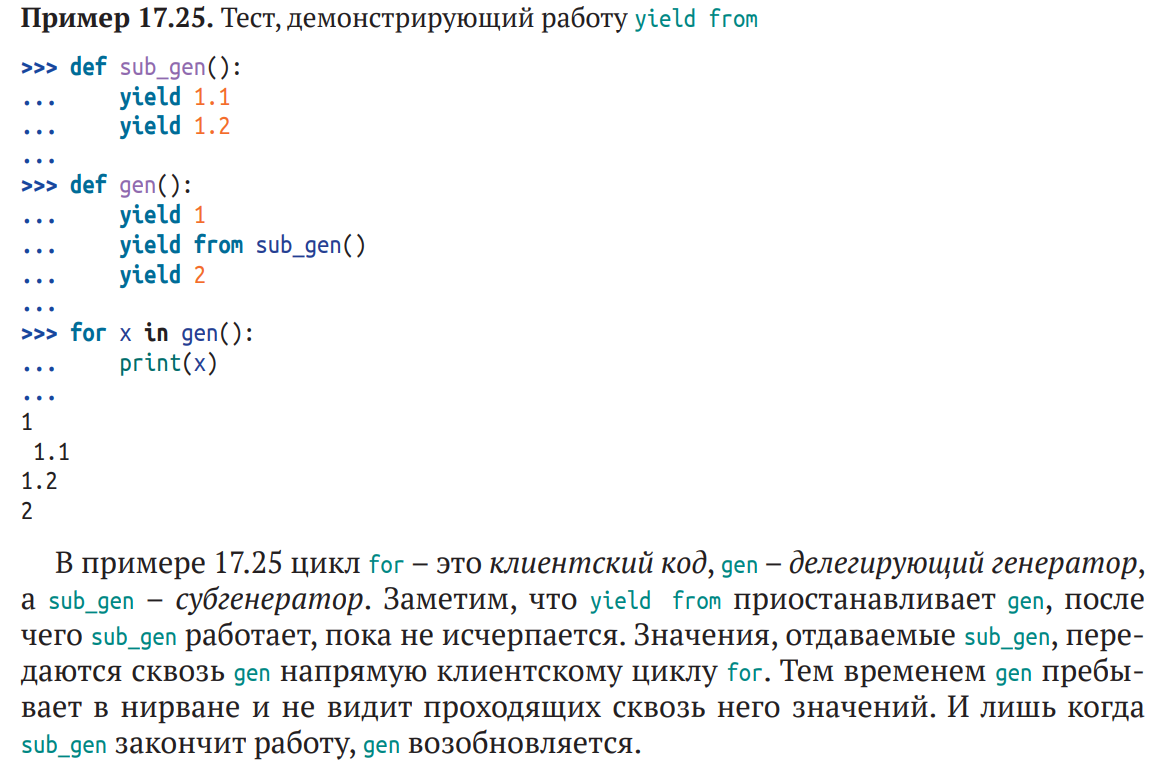 Пример 17.25. Тест, демонстрирующий работу yield from
>>> def sub_gen():
...     yield 1.1
...     yield 1.2
...
>>> def gen():
...     yield 1
...     yield from sub_gen()
...     yield 2
...
>>> for x in gen():
...     print(x)
...
1
 1.1
1.2
2
В примере 17.25 цикл for – это клиентский код, gen – делегирующий генератор,
а sub_gen – субгенератор. Заметим, что yield from приостанавливает gen, после
чего sub_gen работает, пока не исчерпается. Значения, отдаваемые sub_gen, пере-
даются сквозь gen напрямую клиентскому циклу for. Тем временем gen пребы-
вает в нирване и не видит проходящих сквозь него значений. И лишь когда
sub_gen закончит работу, gen возобновляется.